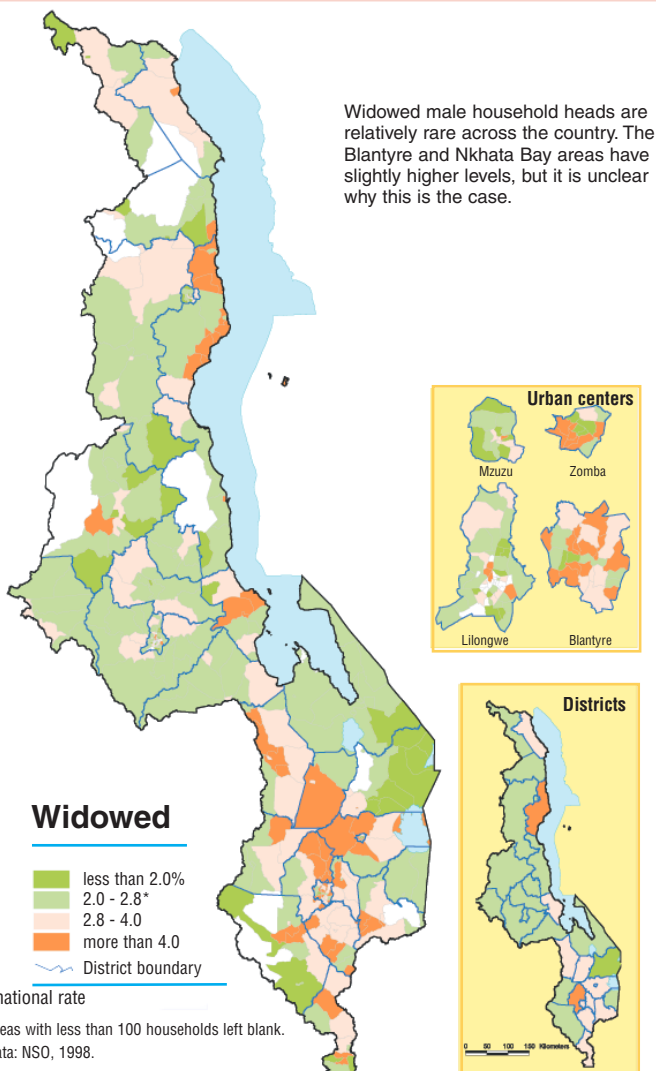 Widowed male household heads are
relatively rare across the country. The
Blantyre and Nkhata Bay areas have
slightly higher levels, but it is unclear
why this is the case.
Urban centers
Mzuzu
Zomba
Lilongwe
Blantyre
Districts
0 50 100 150 Kilometers
Widowed
less than 2.0%
2.0 - 2.8*
2.8 - 4.0
more than 4.0
District boundary
national rate
eas with less than 100 households left blank.
ata: NSO, 1998.